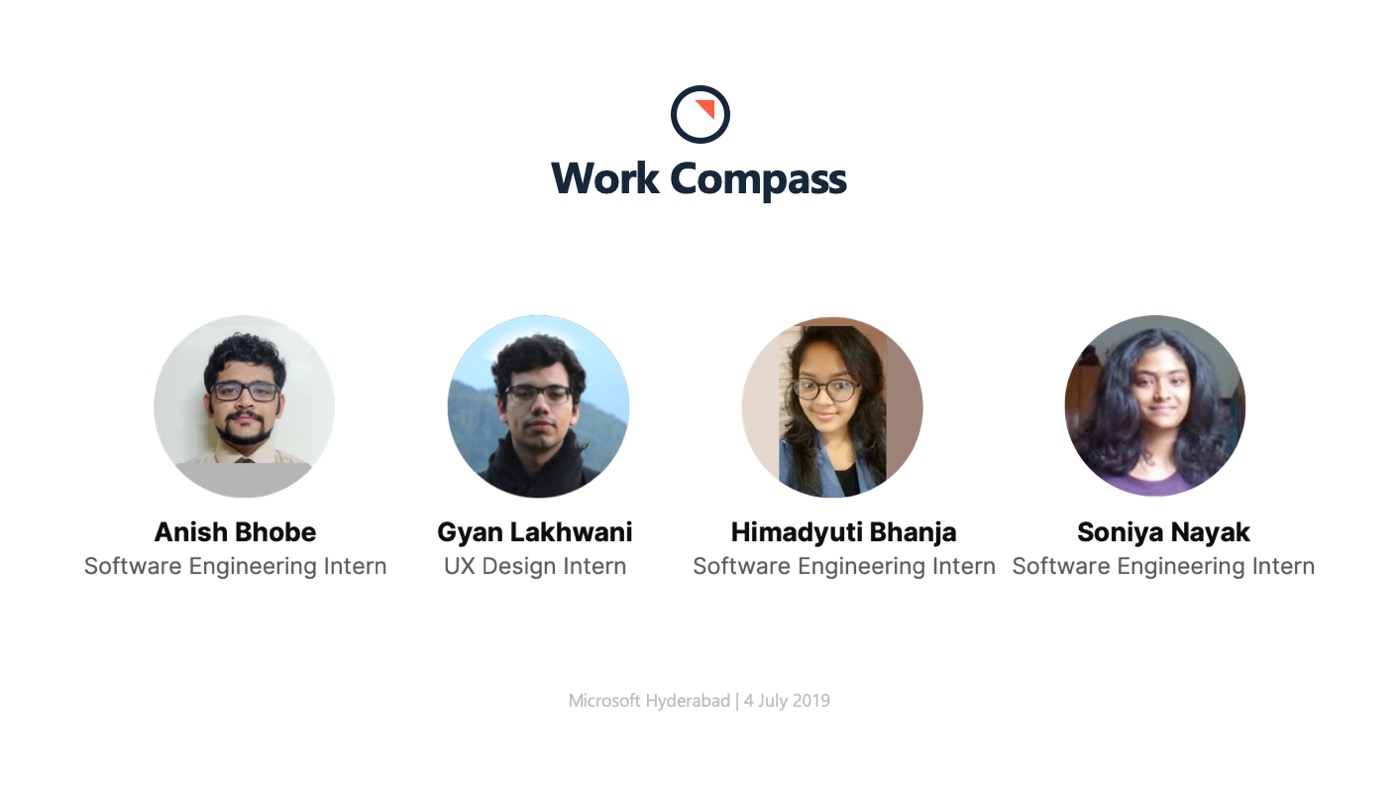 Work Compass
Anish Bhobe
Software Engineering Intern
Gyan Lakhwani
UX Design Intern
Himadyuti Bhanja
Software Engineering Intern
Soniya Nayak
Software Engineering Intern
Microsoft Hyderabad | 4 July 2019